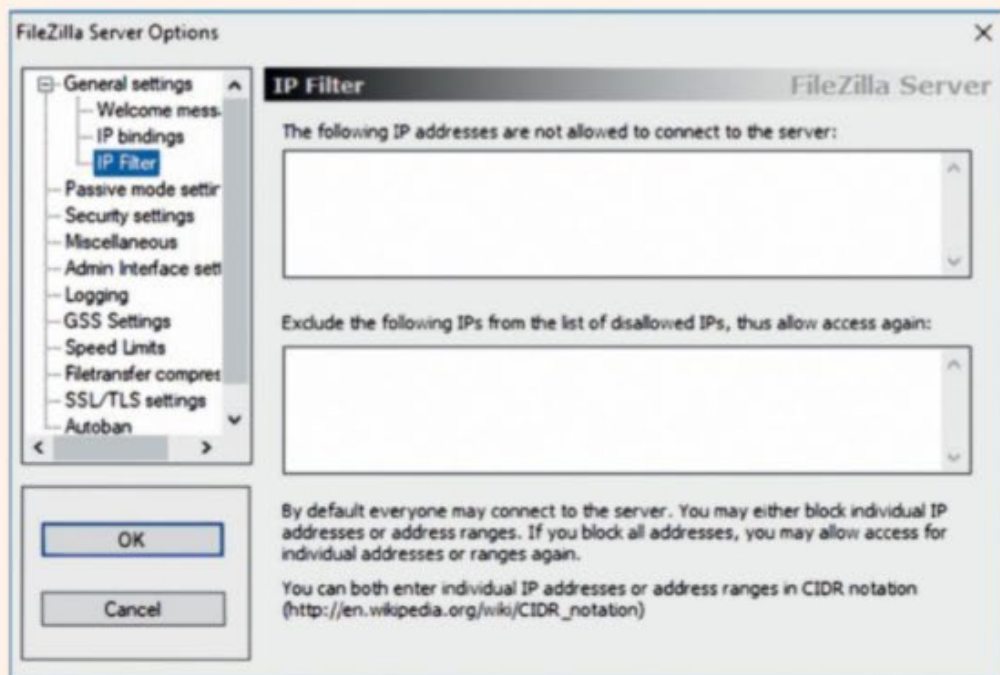 FileZilla Server Options
General settings
Welcome mess
IP bindings
IP Filter
Passive mode settir
Security settings
Miscellaneous
Admin Interface sett
Logging
GSS Settings
Speed Limits
Filetransfer compres
SSL/TLS settings
Autoban
OK
Cancel
IP Filter
FileZilla Server
The following IP addresses are not allowed to connect to the server:
Exclude the following IPs from the list of disallowed IPs, thus allow access again:
By default everyone may connect to the server. You may either block individual IP
addresses or address ranges. If you block all addresses, you may allow access for
individual addresses or ranges again.
You can both enter individual IP addresses or address ranges in CIDR notation
(http://en.wikipedia.org/wiki/CIDR_notation)